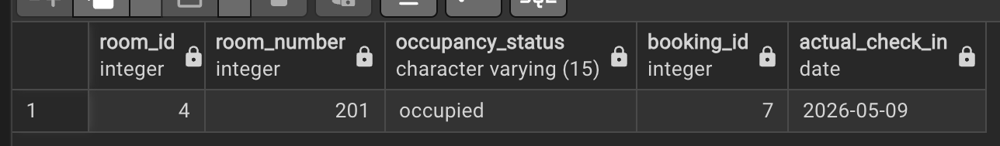 SQL
room_id room_number occupancy_status booking_id actual_check_in
integer integer character varying (15) integer date
1 4 201 occupied 7 2026-05-09